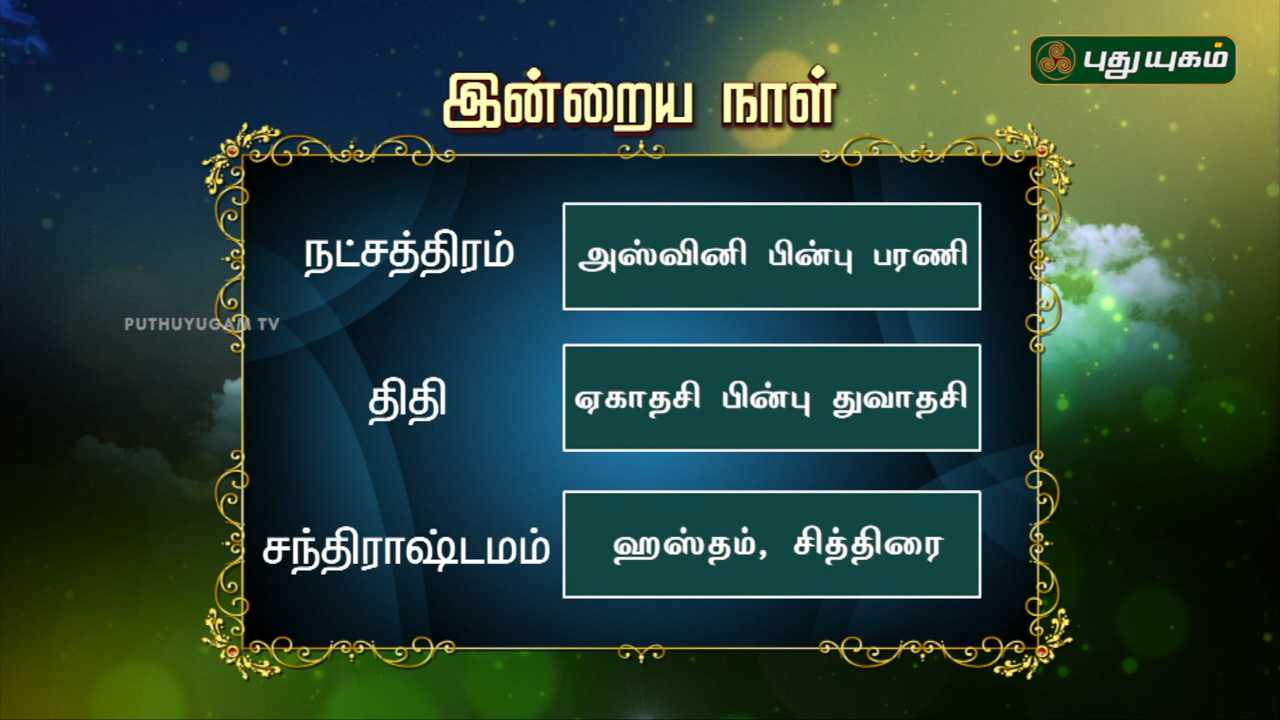 புதுயுகம்
இன்றைய நாள்
நட்சத்திரம் அஸ்வினி பின்பு பரணி
PUTHUYUGAM TV
திதி ஏகாதசி பின்பு துவாதசி
சந்திராஷ்டமம் ஹஸ்தம், சித்திரை